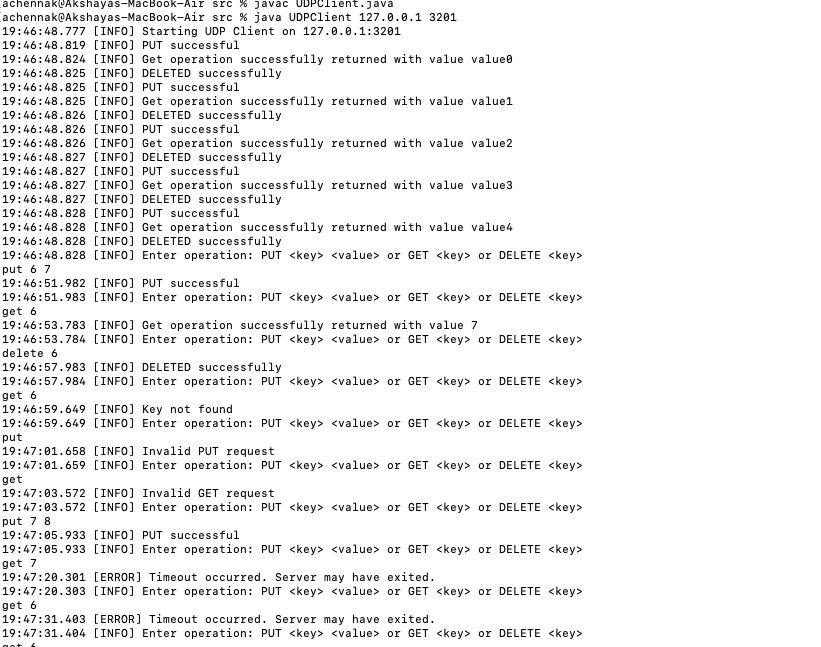 [achennak@Akshayas-MacBook-Air src % javac UDPClient.java
[achennak@Akshayas-MacBook-Air src % java UDPClient 127.0.0.1 3201
19:46:48.777 [INFO] Starting UDP Client on 127.0.0.1:3201
19:46:48.819 [INFO] PUT successful
19:46:48.824 [INFO] Get operation successfully returned with value value0
19:46:48.825 [INFO] DELETED successfully
19:46:48.825 [INFO] PUT successful
19:46:48.825 [INFO] Get operation successfully returned with value value1
19:46:48.826 [INFO] DELETED successfully
19:46:48.826 [INFO] PUT successful
19:46:48.826 [INFO] Get operation successfully returned with value value2
19:46:48.827 [INFO] DELETED successfully
19:46:48.827 [INFO] PUT successful
19:46:48.827 [INFO] Get operation successfully returned with value value3
19:46:48.827 [INFO] DELETED successfully
19:46:48.828 [INFO] PUT successful
19:46:48.828 [INFO] Get operation successfully returned with value value4
19:46:48.828 [INFO] DELETED successfully
19:46:48.828 [INFO] Enter operation: PUT <key> <value> or GET <key> or DELETE <key>
put 6 7
19:46:51.982 [INFO] PUT successful
19:46:51.983 [INFO] Enter operation: PUT <key> <value> or GET <key> or DELETE <key>
get 6
19:46:53.783 [INFO] Get operation successfully returned with value 7
19:46:53.784 [INFO] Enter operation: PUT <key> <value> or GET <key> or DELETE <key>
delete 6
19:46:57.983 [INFO] DELETED successfully
19:46:57.984 [INFO] Enter operation: PUT <key> <value> or GET <key> or DELETE <key>
get 6
19:46:59.649 [INFO] Key not found
19:46:59.649 [INFO] Enter operation: PUT <key> <value> or GET <key> or DELETE <key>
put
19:47:01.658 [INFO] Invalid PUT request
19:47:01.659 [INFO] Enter operation: PUT <key> <value> or GET <key> or DELETE <key>
get
19:47:03.572 [INFO] Invalid GET request
19:47:03.572 [INFO] Enter operation: PUT <key> <value> or GET <key> or DELETE <key>
put 7 8
19:47:05.933 [INFO] PUT successful
19:47:05.933 [INFO] Enter operation: PUT <key> <value> or GET <key> or DELETE <key>
get 7
19:47:20.301 [ERROR] Timeout occurred. Server may have exited.
19:47:20.303 [INFO] Enter operation: PUT <key> <value> or GET <key> or DELETE <key>
get 6
19:47:31.403 [ERROR] Timeout occurred. Server may have exited.
19:47:31.404 [INFO] Enter operation: PUT <key> <value> or GET <key> or DELETE <key>